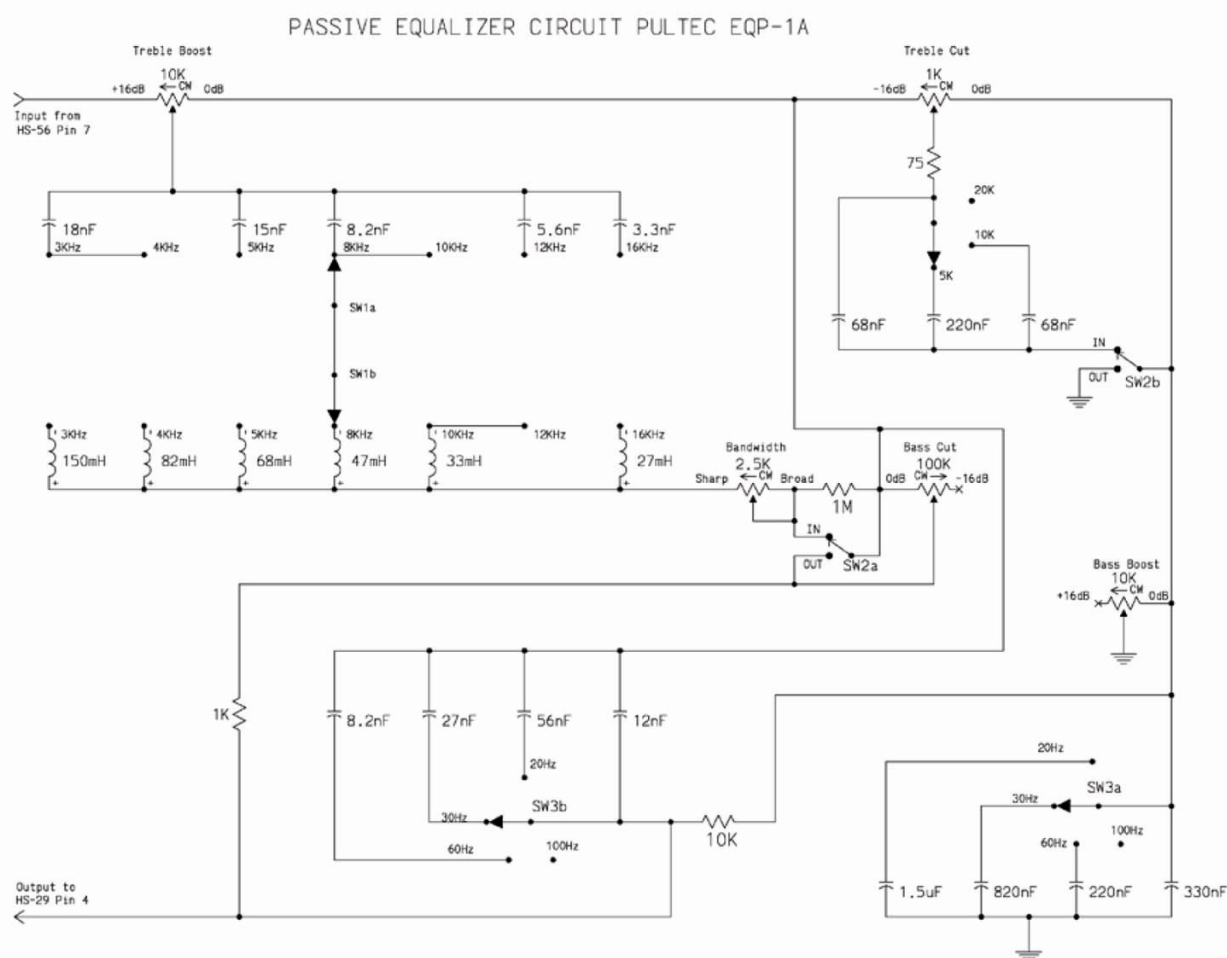 PASSIVE EQUALIZER CIRCUIT PULTEC EQP-1A
Treble Boost
10K
+16dB
←CW
0dB
Input from
HS-56 Pin 7
Treble Cut
1K
-16dB
←CW
0dB
75
20K
10K
5K
68nF
220nF
68nF
IN
OUT
SW2b
18nF
15nF
8.2nF
5.6nF
3.3nF
3KHz
4KHz
5KHz
8KHz
10KHz
12KHz
16KHz
SW1a
SW1b
3KHz
4KHz
5KHz
8KHz
10KHz
12KHz
16KHz
150mH
82mH
68mH
47mH
33mH
27mH
Bandwidth
2.5K
Sharp
←CW
Broad
1M
Bass Cut
100K
0dB
CW→
-16dB
IN
OUT
SW2a
Bass Boost
10K
+16dB
←CW
0dB
1K
8.2nF
27nF
56nF
12nF
20Hz
SW3b
30Hz
60Hz
100Hz
10K
20Hz
SW3a
30Hz
100Hz
60Hz
1.5uF
820nF
220nF
330nF
Output to
HS-29 Pin 4